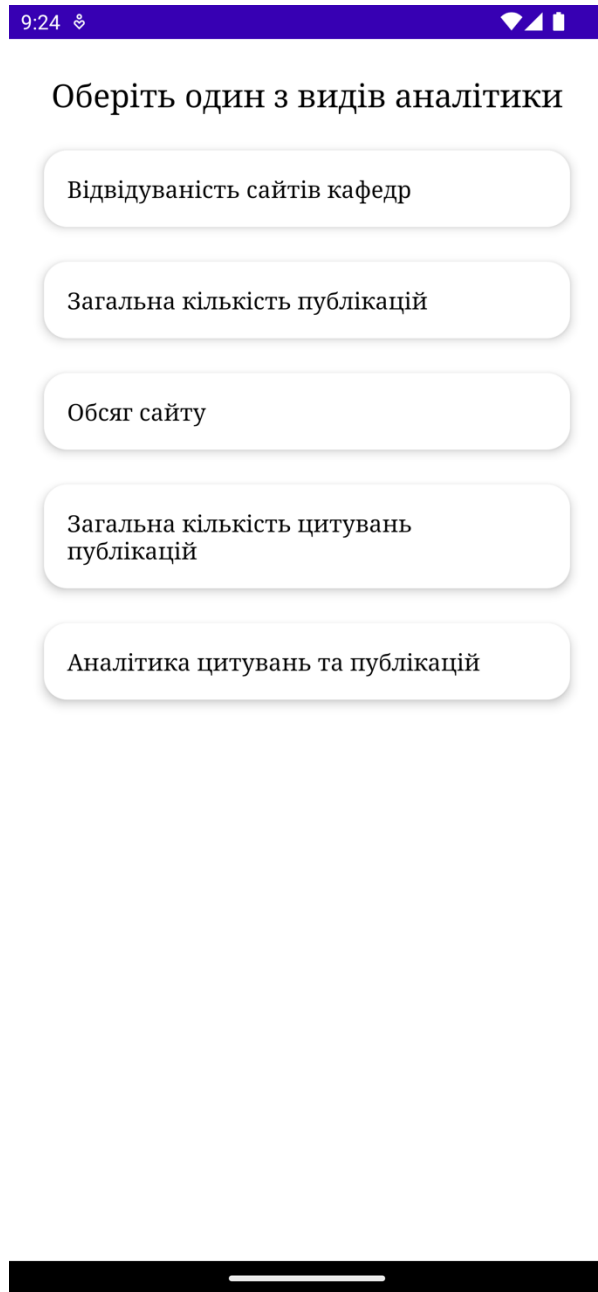 9:24
Оберіть один з видів аналітики
Відвідуваність сайтів кафедр
Загальна кількість публікацій
Обсяг сайту
Загальна кількість цитувань
публікацій
Аналітика цитувань та публікацій